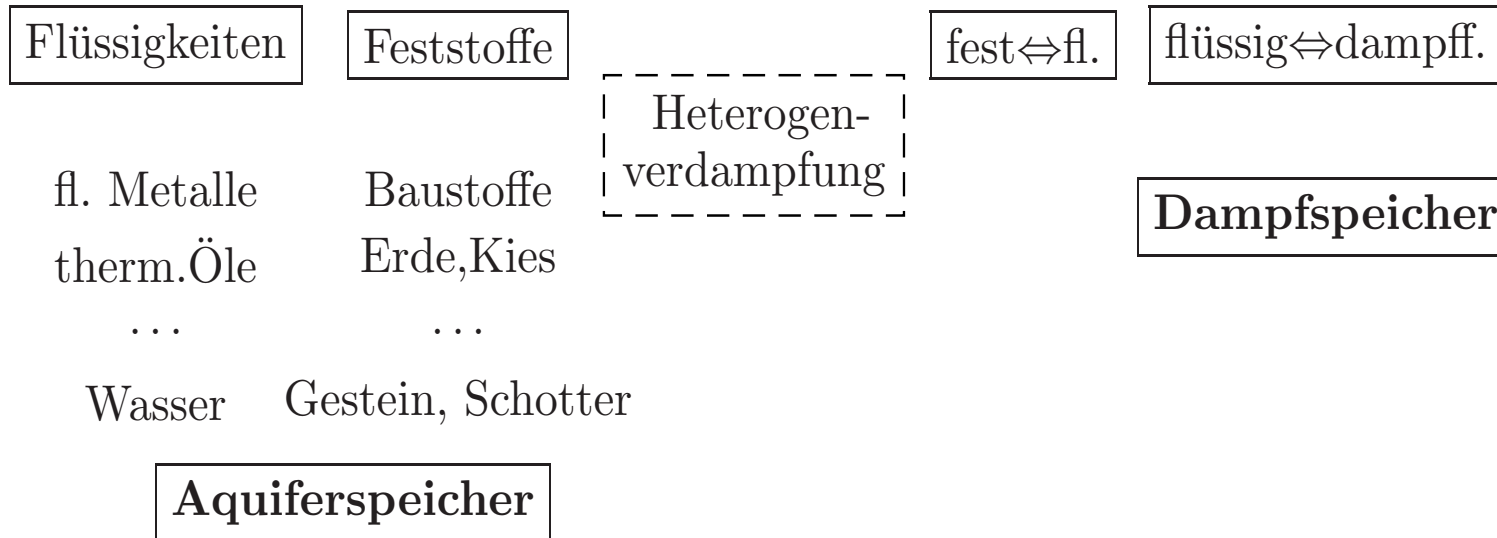 Flüssigkeiten
Feststoffe
fest⇔fl.
flüssig⇔dampff.
Heterogen-
verdampfung
fl. Metalle
Baustoffe
Dampfspeicher
therm.Öle
Erde,Kies
...
...
Wasser
Gestein, Schotter
Aquiferspeicher